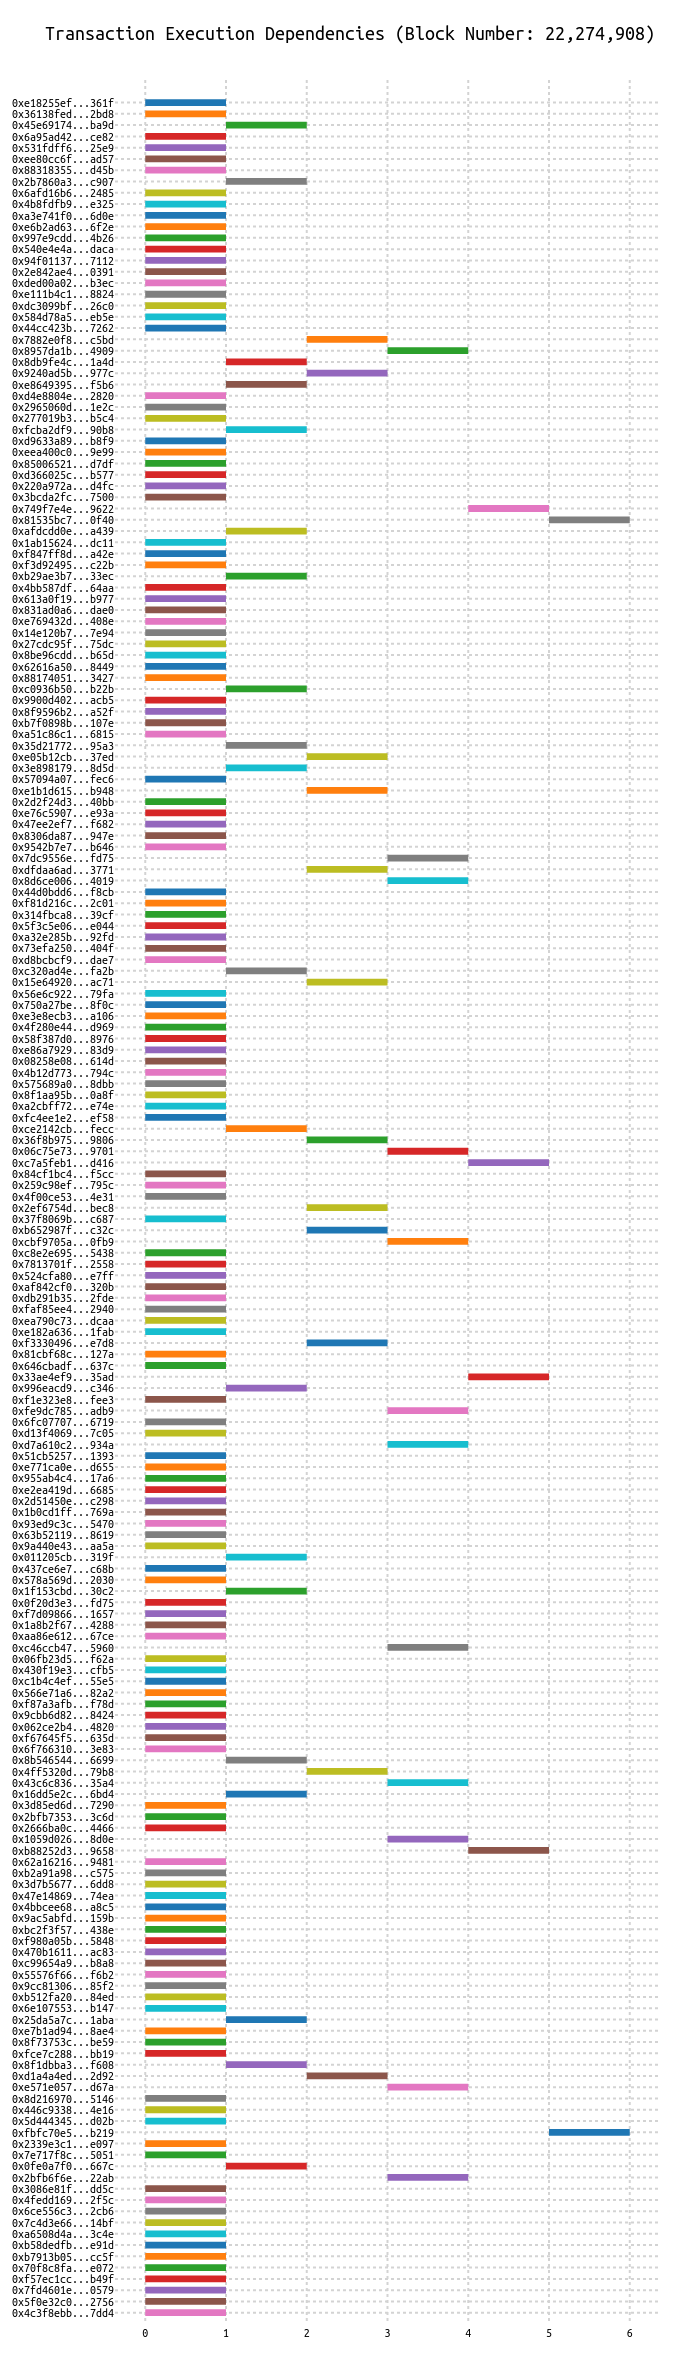 Transaction Execution Dependencies (Block Number: 22,274,908)
0xe18255ef...361f
0x36138fed...2bd8
0x45e69174...ba9d
0x6a95ad42...ce82
0x531fdff6...25e9
0xee80cc6f...ad57
0x88318355...d45b
0x2b7860a3...c907
0x6afd16b6...2485
0x4b8fdfb9...e325
0xa3e741f0...6d0e
0xe6b2ad63...6f2e
0x997e9cdd...4b26
0x540e4e4a...daca
0x94f01137...7112
0x2e842ae4...0391
0xded00a02...b3ec
0xe111b4c1...8824
0xdc3099bf...26c0
0x584d78a5...eb5e
0x44cc423b...7262
0x7882e0f8...c5bd
0x8957da1b...4909
0x8db9fe4c...1a4d
0x9240ad5b...977c
0xe8649395...f5b6
0xd4e8804e...2820
0x2965060d...1e2c
0x277019b3...b5c4
0xfcba2df9...90b8
0xd9633a89...b8f9
0xeea400c0...9e99
0x85006521...d7df
0xd366025c...b577
0x220a972a...d4fc
0x3bcda2fc...7500
0x749f7e4e...9622
0x81535bc7...0f40
0xafdcdd0e...a439
0x1ab15624...dc11
0xf847ff8d...a42e
0xf3d92495...c22b
0xb29ae3b7...33ec
0x4bb587df...64aa
0x613a0f19...b977
0x831ad0a6...dae0
0xe769432d...408e
0x14e120b7...7e94
0x27cdc95f...75dc
0x8be96cdd...b65d
0x62616a50...8449
0x88174051...3427
0xc0936b50...b22b
0x9900d402...acb5
0x8f9596b2...a52f
0xb7f0898b...107e
0xa51c86c1...6815
0x35d21772...95a3
0xe05b12cb...37ed
0x3e898179...8d5d
0x57094a07...fec6
0xe1b1d615...b948
0x2d2f24d3...40bb
0xe76c5907...e93a
0x47ee2ef7...f682
0x8306da87...947e
0x9542b7e7...b646
0x7dc9556e...fd75
0xdfdaa6ad...3771
0x8d6ce006...4019
0x44d0bdd6...f8cb
0xf81d216c...2c01
0x314fbca8...39cf
0x5f3c5e06...e044
0xa32e285b...92fd
0x73efa250...404f
0xd8bcbcf9...dae7
0xc320ad4e...fa2b
0x15e64920...ac71
0x56e6c922...79fa
0x750a27be...8f0c
0xe3e8ecb3...a106
0x4f280e44...d969
0x58f387d0...8976
0xe86a7929...83d9
0x08258e08...614d
0x4b12d773...794c
0x575689a0...8dbb
0x8f1aa95b...0a8f
0xa2cbff72...e74e
0xfc4ee1e2...ef58
0xce2142cb...fecc
0x36f8b975...9806
0x06c75e73...9701
0xc7a5feb1...d416
0x84cf1bc4...f5cc
0x259c98ef...795c
0x4f00ce53...4e31
0x2ef6754d...bec8
0x37f8069b...c687
0xb652987f...c32c
0xcbf9705a...0fb9
0xc8e2e695...5438
0x7813701f...2558
0x524cfa80...e7ff
0xaf842cf0...320b
0xdb291b35...2fde
0xfaf85ee4...2940
0xea790c73...dcaa
0xe182a636...1fab
0xf3330496...e7d8
0x81cbf68c...127a
0x646cbadf...637c
0x33ae4ef9...35ad
0x996eacd9...c346
0xf1e323e8...fee3
0xfe9dc785...adb9
0x6fc07707...6719
0xd13f4069...7c05
0xd7a610c2...934a
0x51cb5257...1393
0xe771ca0e...d655
0x955ab4c4...17a6
0xe2ea419d...6685
0x2d51450e...c298
0x1b0cd1ff...769a
0x93ed9c3c...5470
0x63b52119...8619
0x9a440e43...aa5a
0x011205cb...319f
0x437ce6e7...c68b
0x578a569d...2030
0x1f153cbd...30c2
0x0f20d3e3...fd75
0xf7d09866...1657
0x1a8b2f67...4288
0xaa86e612...67ce
0xc46ccb47...5960
0x06fb23d5...f62a
0x430f19e3...cfb5
0xc1b4c4ef...55e5
0x566e71a6...82a2
0xf87a3afb...f78d
0x9cbb6d82...8424
0x062ce2b4...4820
0xf67645f5...635d
0x6f766310...3e83
0x8b546544...6699
0x4ff5320d...79b8
0x43c6c836...35a4
0x16dd5e2c...6bd4
0x3d85ed6d...7290
0x2bfb7353...3c6d
0x2666ba0c...4466
0x1059d026...8d0e
0xb88252d3...9658
0x62a16216...9481
0xb2a91a98...c575
0x3d7b5677...6dd8
0x47e14869...74ea
0x4bbcee68...a8c5
0x9ac5abfd...159b
0xbc2f3f57...438e
0xf980a05b...5848
0x470b1611...ac83
0xc99654a9...b8a8
0x55576f66...f6b2
0x9cc81306...85f2
0xb512fa20...84ed
0x6e107553...b147
0x25da5a7c...1aba
0xe7b1ad94...8ae4
0x8f73753c...be59
0xfce7c288...bb19
0x8f1dbba3...f608
0xd1a4a4ed...2d92
0xe571e057...d67a
0x8d216970...5146
0x446c9338...4e16
0x5d444345...d02b
0xfbfc70e5...b219
0x2339e3c1...e097
0x7e717f8c...5051
0x0fe0a7f0...667c
0x2bfb6f6e...22ab
0x3086e81f...dd5c
0x4fedd169...2f5c
0x6ce556c3...2cb6
0x7c4d3e66...14bf
0xa6508d4a...3c4e
0xb58dedfb...e91d
0xb7913b05...cc5f
0x70f8c8fa...e072
0xf57ec1cc...b49f
0x7fd4601e...0579
0x5f0e32c0...2756
0x4c3f8ebb...7dd4
0 1 2 3 4 5 6